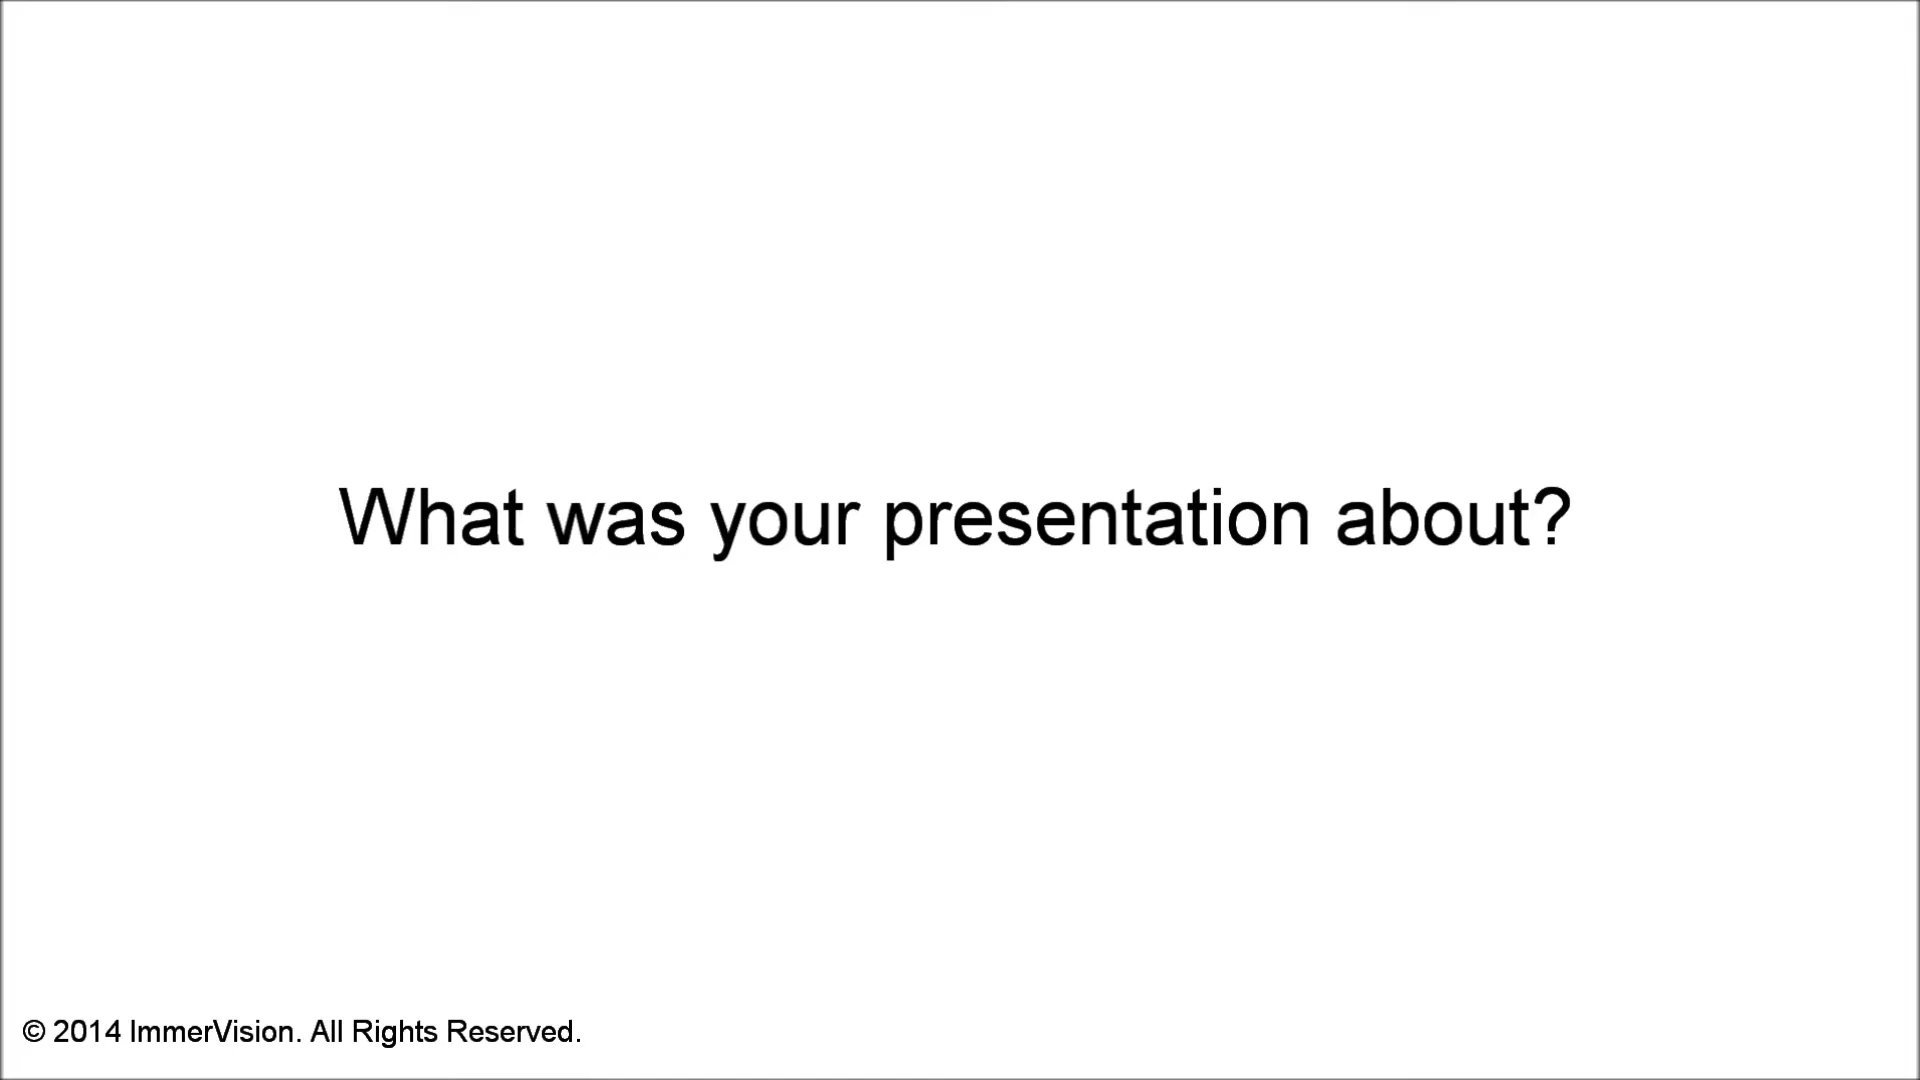 What was your presentation about?
© 2014 ImmerVision. All Rights Reserved.